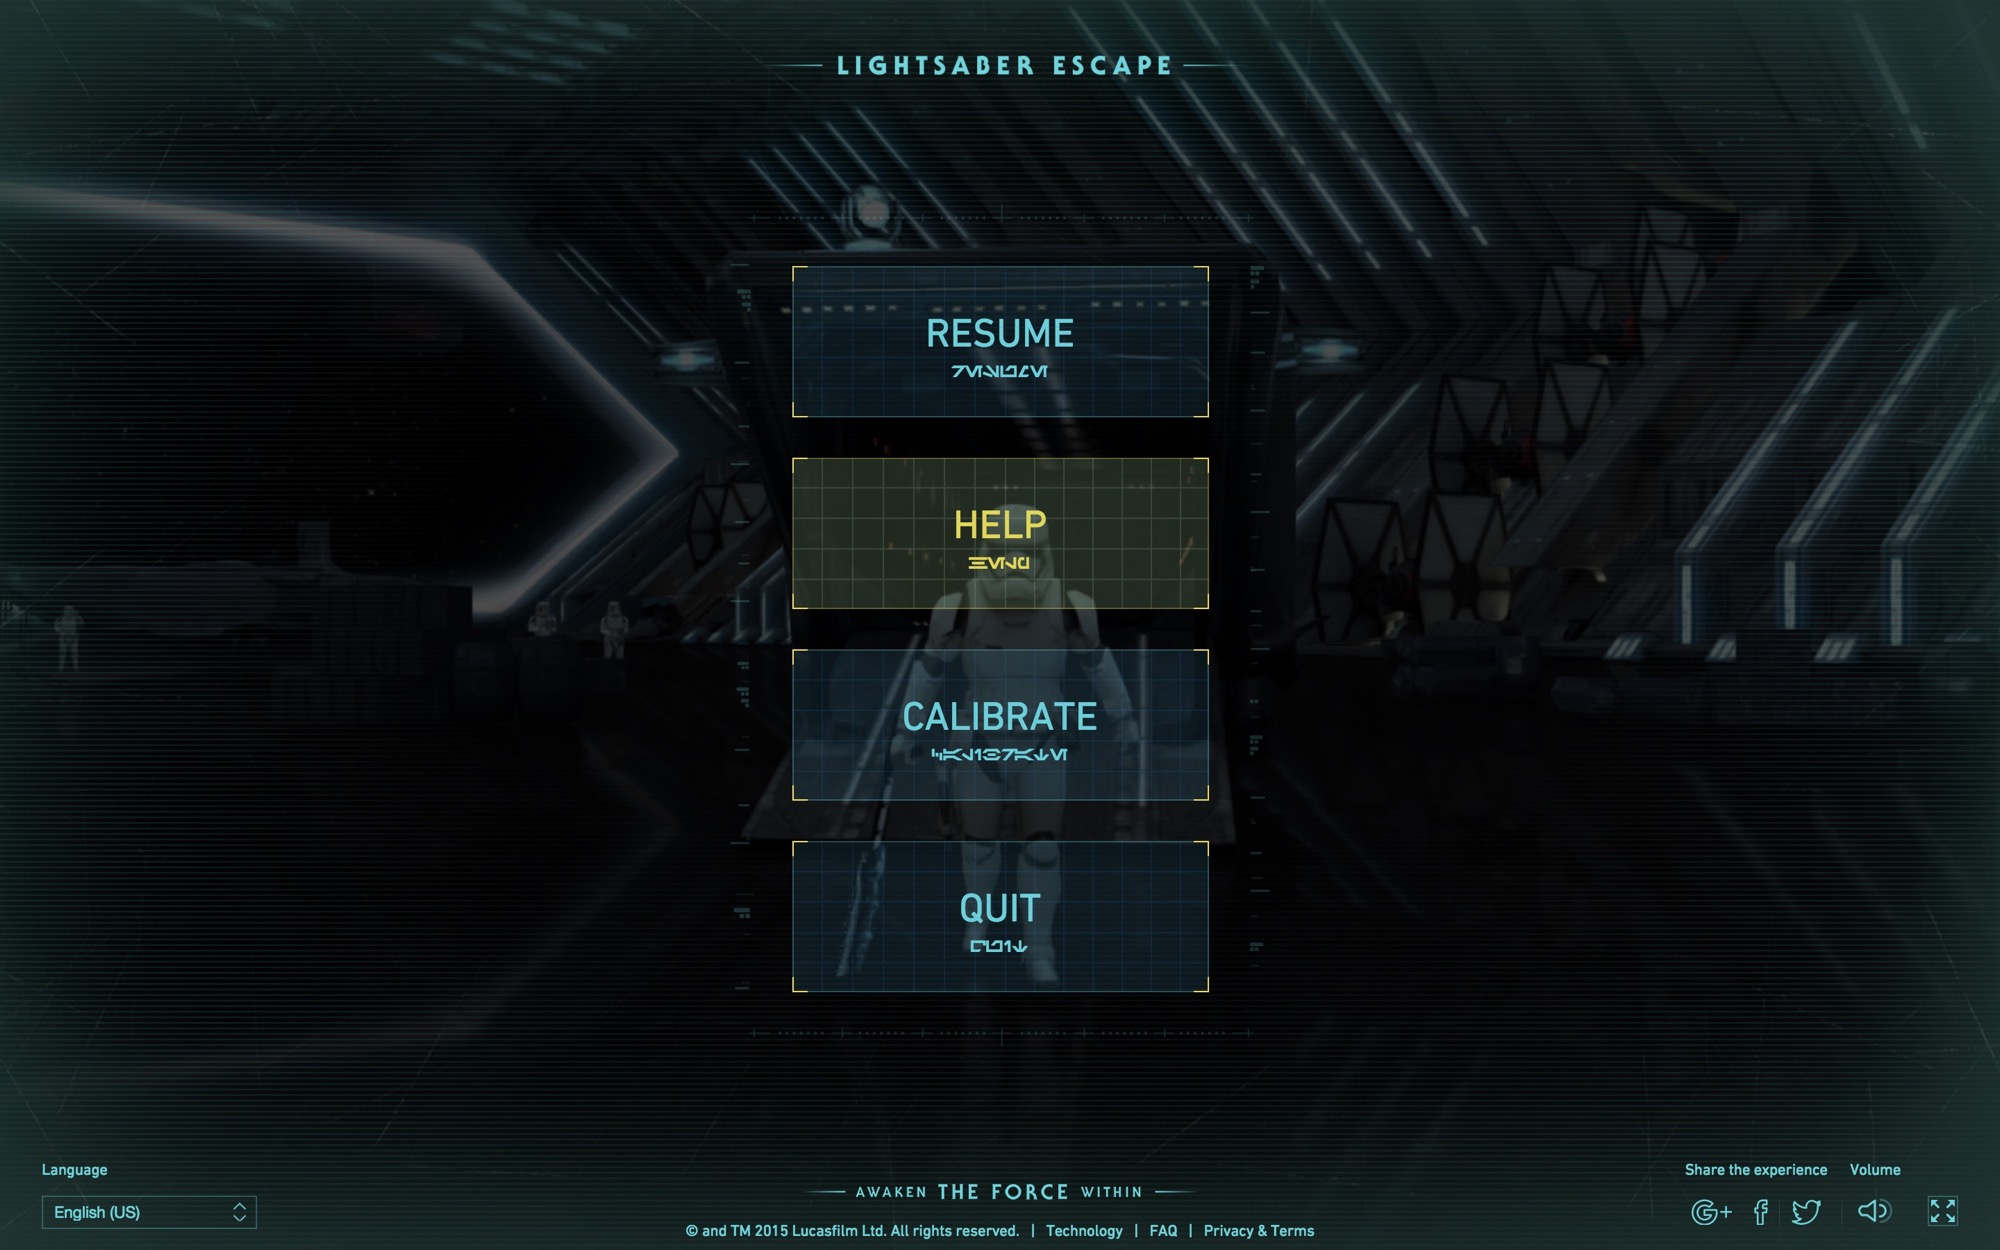 LIGHTSABER ESCAPE
RESUME
HELP
CALIBRATE
QUIT
Language
English (US)
AWAKEN THE FORCE WITHIN
© and TM 2015 Lucasfilm Ltd. All rights reserved. | Technology | FAQ | Privacy & Terms
Share the experience
Volume